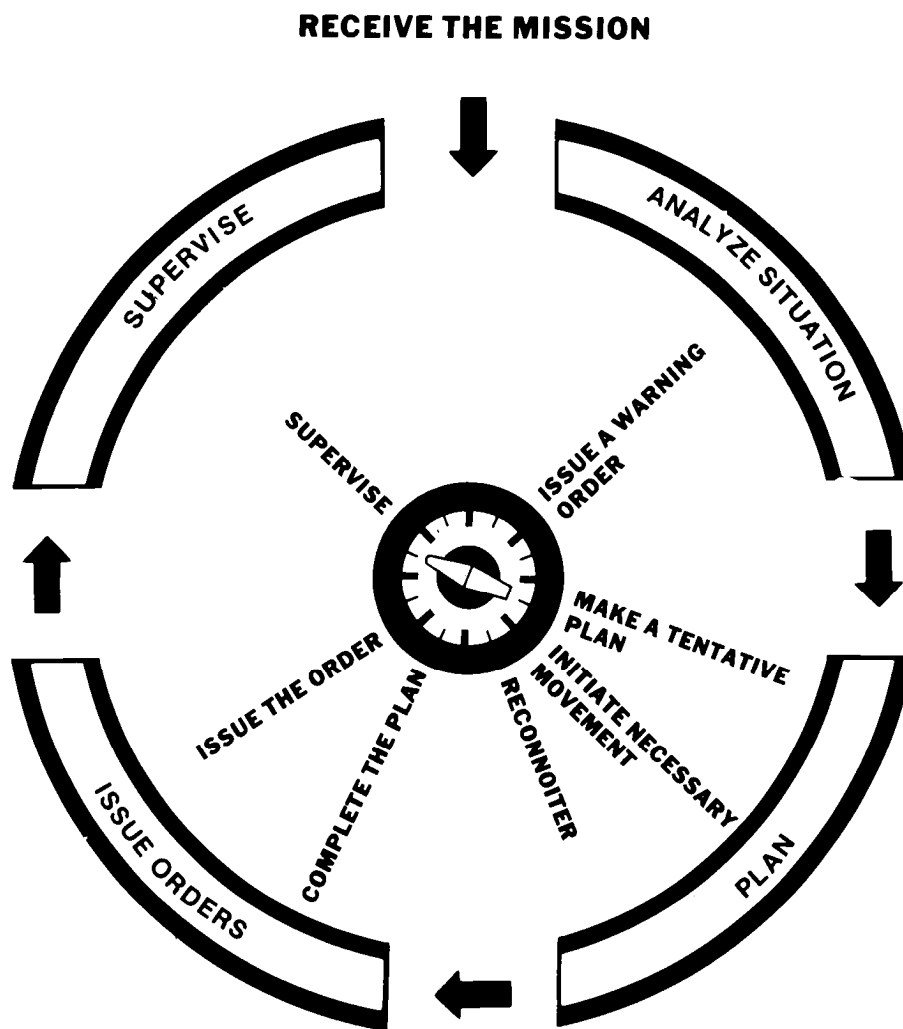 RECEIVE THE MISSION
ANALYZE SITUATION
PLAN
ISSUE ORDERS
SUPERVISE
ISSUE A WARNING
ORDER
MAKE A TENTATIVE
PLAN
INITIATE NECESSARY
MOVEMENT
RECONNOITER
COMPLETE THE PLAN
ISSUE THE ORDER
SUPERVISE